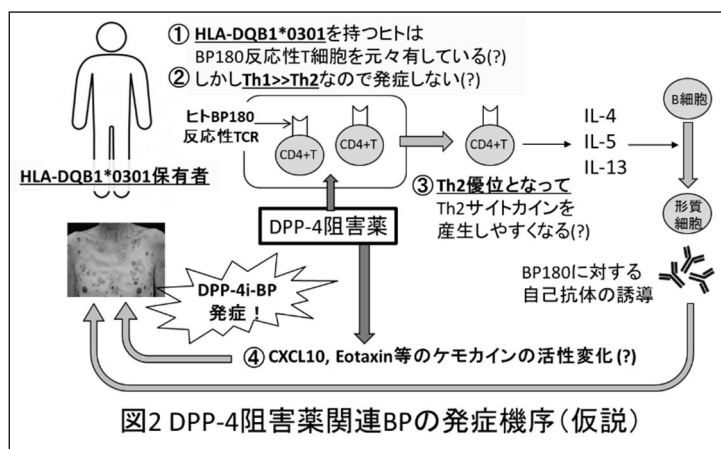 ① HLA-DQB1*0301を持つヒトは
BP180反応性T細胞を元々有している(?)
② しかしTh1>>Th2なので発症しない(?)
ヒトBP180
反応性TCR
CD4+T
CD4+T
CD4+T
IL-4
IL-5
IL-13
B細胞
形質
細胞
HLA-DQB1*0301保有者
③ Th2優位となって
Th2サイトカインを
産生しやすくなる(?)
DPP-4阻害薬
BP180に対する
自己抗体の誘導
DPP-4i-BP
発症！
④ CXCL10, Eotaxin等のケモカインの活性変化(?)
図2 DPP-4阻害薬関連BPの発症機序(仮説)